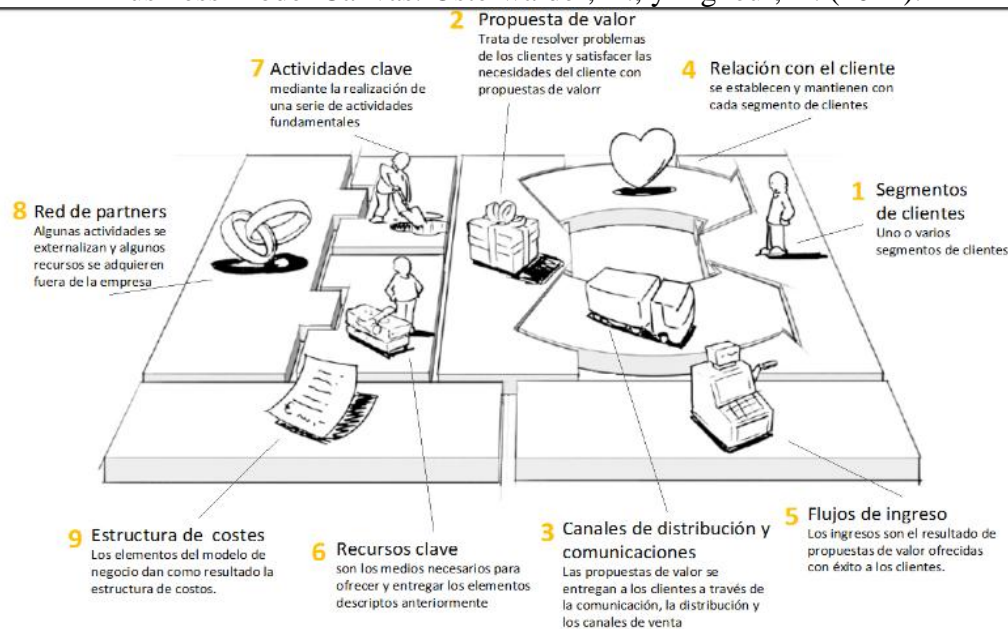 2 Propuesta de valor
Trata de resolver problemas
de los clientes y satisfacer las
necesidades del cliente con
propuestas de valorr
7 Actividades clave
mediante la realización de
una serie de actividades
fundamentales
4 Relación con el cliente
se establecen y mantienen con
cada segmento de clientes
8 Red de partners
Algunas actividades se
externalizan y algunos
recursos se adquieren
fuera de la empresa
1 Segmentos
de clientes
Uno o varios
segmentos de clientes
9 Estructura de costes
Los elementos del modelo de
negocio dan como resultado la
estructura de costos.
6 Recursos clave
son los medios necesarios para
ofrecer y entregar los elementos
descriptos anteriormente
3 Canales de distribución y
comunicaciones
Las propuestas de valor se
entregan a los clientes a través de
la comunicación, la distribución y
los canales de venta
5 Flujos de ingreso
Los ingresos son el resultado de
propuestas de valor ofrecidas
con éxito a los clientes.